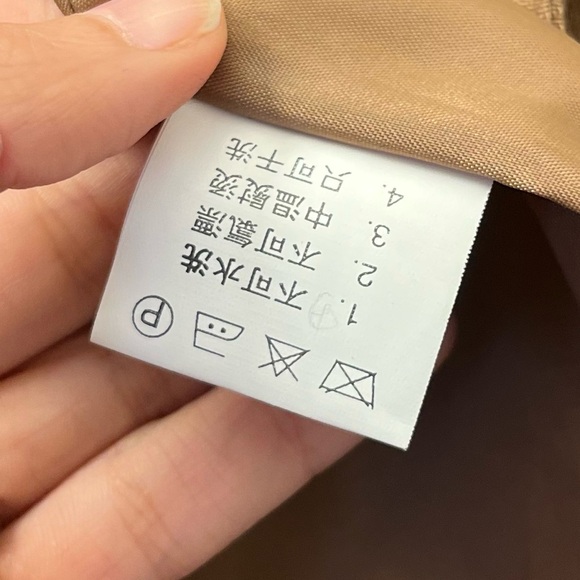 Ⓟ
1. 不可水洗
2. 不可氯漂
3. 中溫熨燙
4. 只可干洗